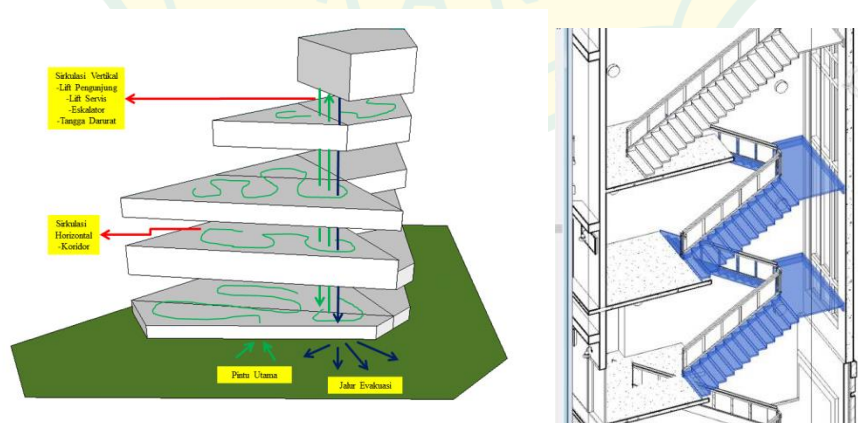 Sirkulasi Vertikal
-Lift Pengunjung
-Lift Servis
-Eskalator
-Tangga Darurat
Sirkulasi
Horizontal
-Koridor
Pintu Utama
Jalur Evakuasi